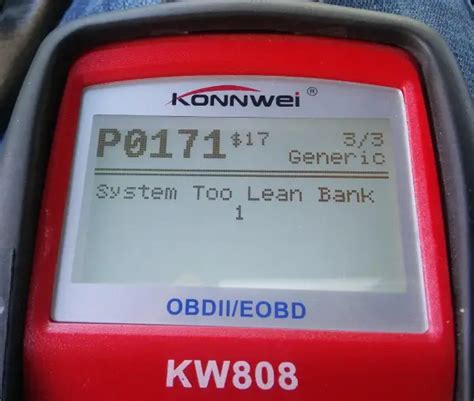 KONNWEI®
P0171 $17 3/3
Generic
System Too Lean Bank
1
OBDII/EOBD
KW808